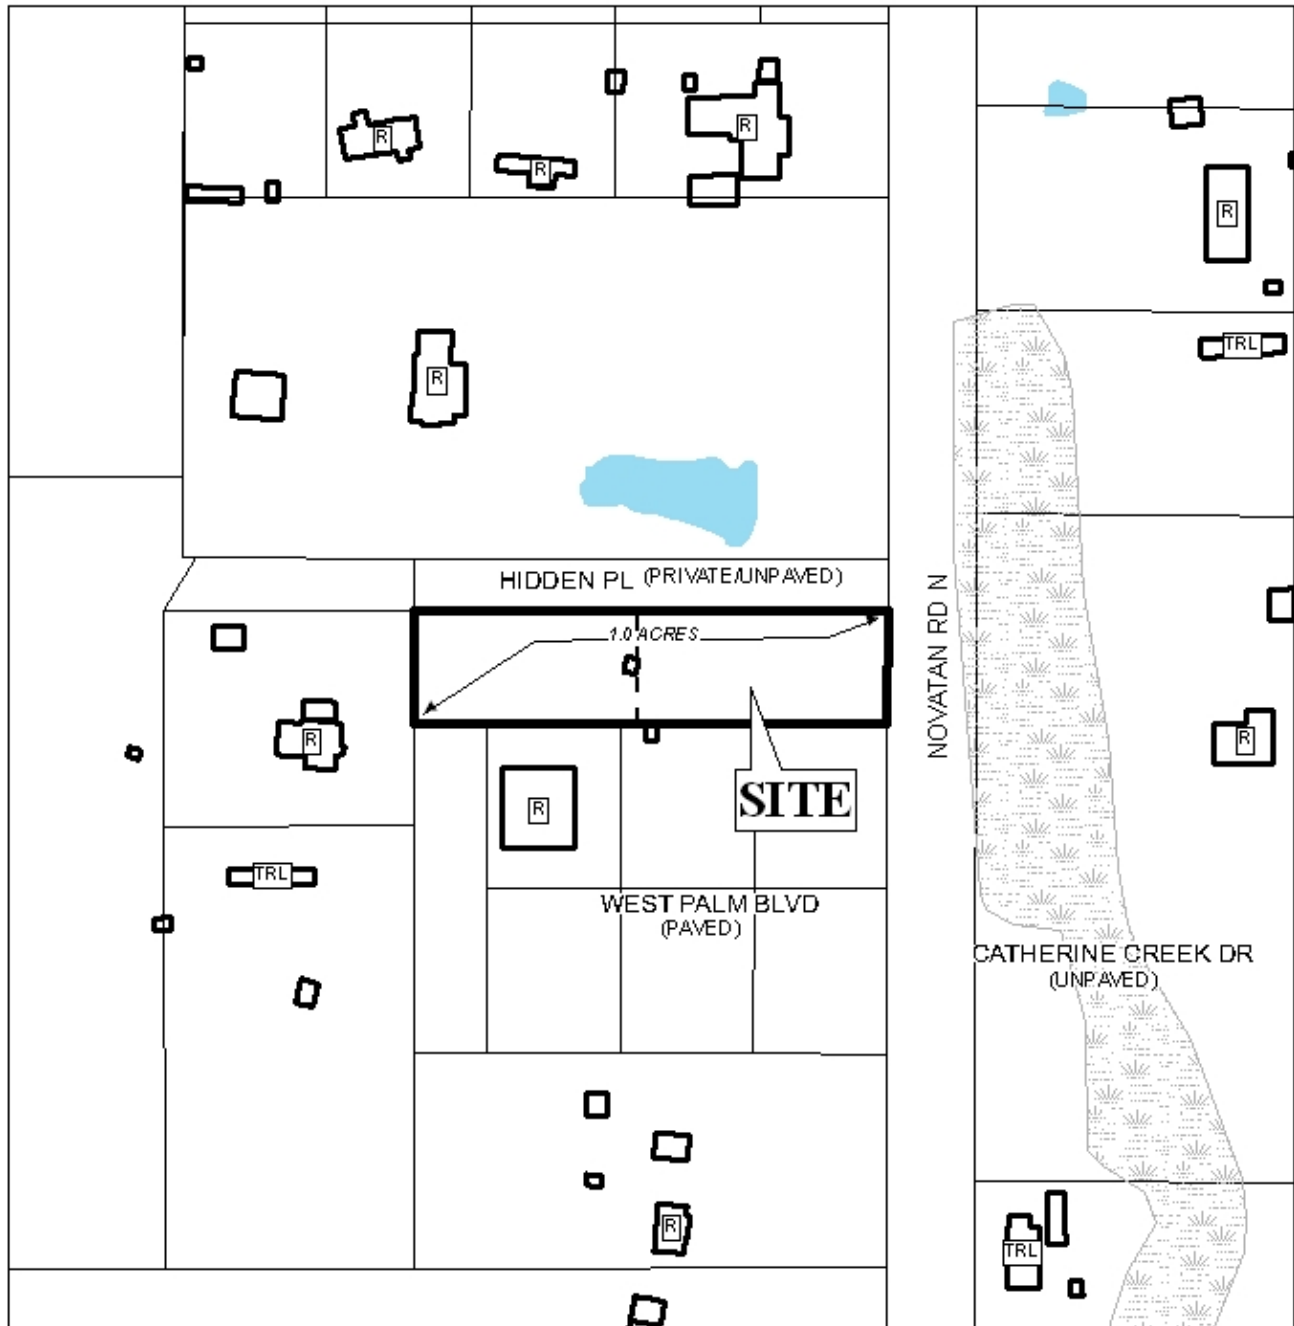 R
R
R
R
R
TRL
HIDDEN PL (PRIVATE/UNPAVED)
1.0 ACRES
NOVATAN RD N
R
R
SITE
R
TRL
WEST PALM BLVD
(PAVED)
CATHERINE CREEK DR
(UNPAVED)
R
TRL